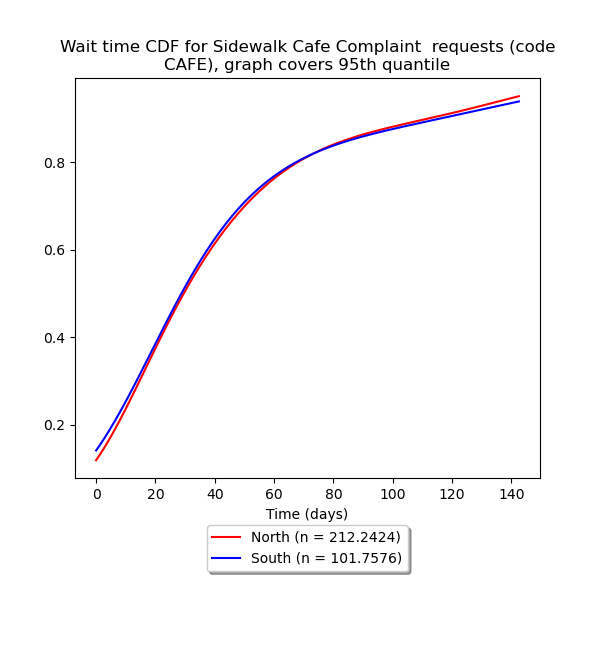 Wait time CDF for Sidewalk Cafe Complaint  requests (code
CAFE), graph covers 95th quantile
0.8
0.6
0.4
0.2
0 20 40 60 80 100 120 140
Time (days)
North (n = 212.2424)
South (n = 101.7576)